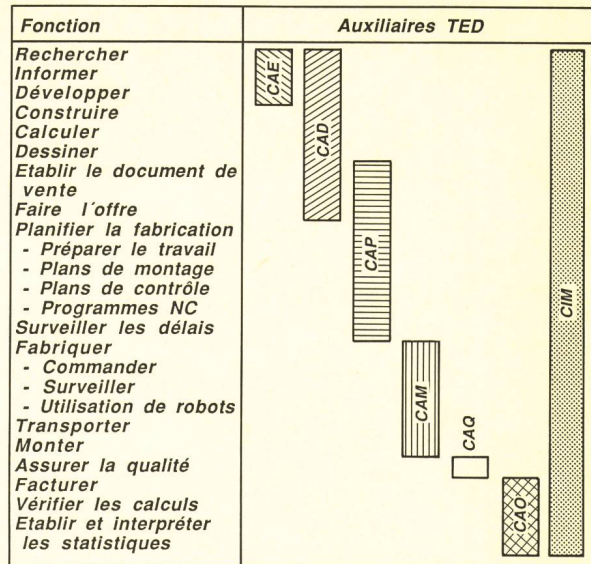 Fonction
Auxiliaires TED
Rechercher
Informer
Développer
Construire
Calculer
Dessiner
Etablir le document de
vente
Faire l´offre
Planifier la fabrication
- Préparer le travail
- Plans de montage
- Plans de contrôle
- Programmes NC
Surveiller les délais
Fabriquer
- Commander
- Surveiller
- Utilisation de robots
Transporter
Monter
Assurer la qualité
Facturer
Vérifier les calculs
Etablir et interpréter
les statistiques
CAE
CAD
CAP
CAM
CAQ
CAO
CIM